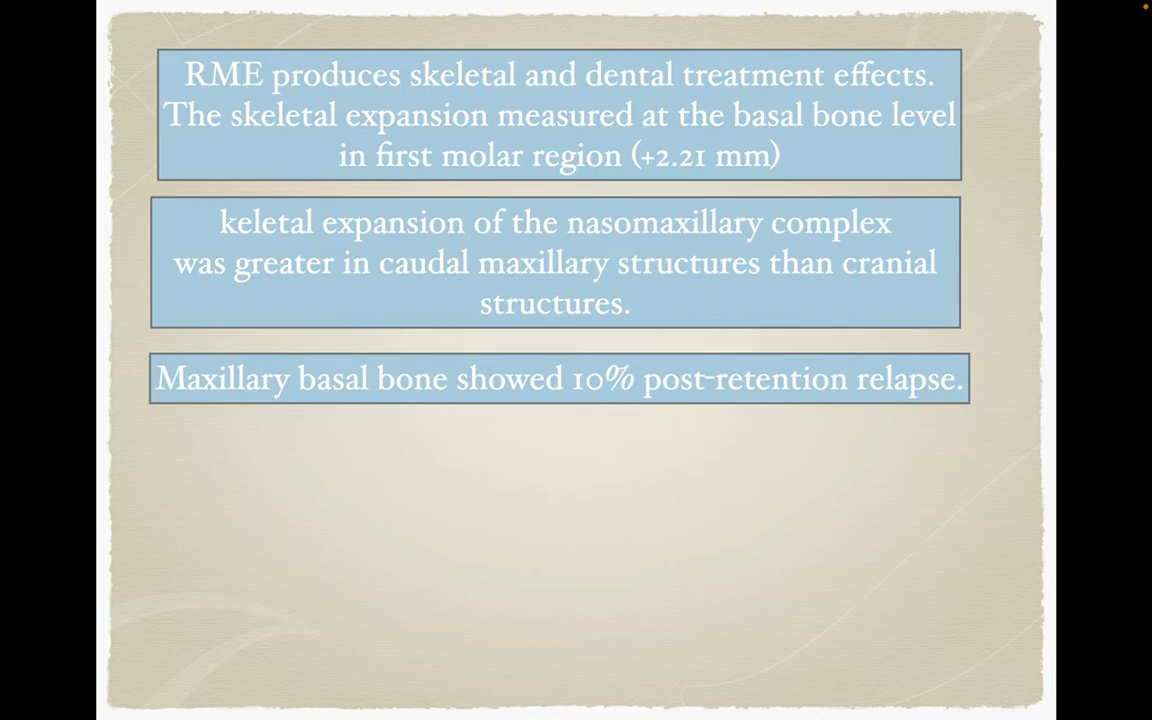 RME produces skeletal and dental treatment effects.
The skeletal expansion measured at the basal bone level
in first molar region (+2.21 mm)
keletal expansion of the nasomaxillary complex
was greater in caudal maxillary structures than cranial
structures.
Maxillary basal bone showed 10% post-retention relapse.